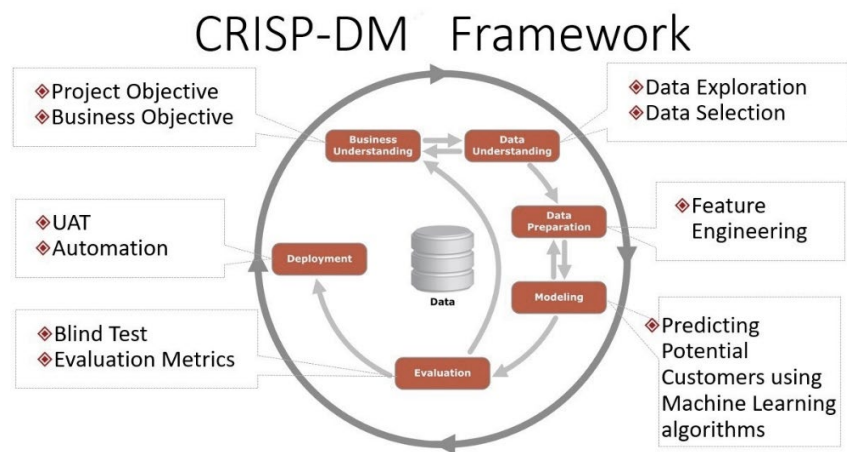 CRISP-DM Framework
Project Objective
Business Objective
Data Exploration
Data Selection
Business
Understanding
Data
Understanding
UAT
Automation
Data
Preparation
Feature
Engineering
Deployment
Data
Modeling
Blind Test
Evaluation Metrics
Evaluation
Predicting
Potential
Customers using
Machine Learning
algorithms